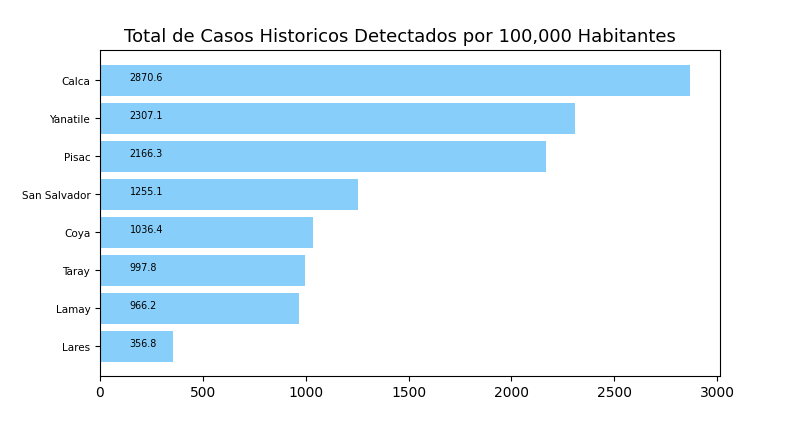 Total de Casos Historicos Detectados por 100,000 Habitantes
Calca 2870.6
Yanatile 2307.1
Pisac 2166.3
San Salvador 1255.1
Coya 1036.4
Taray 997.8
Lamay 966.2
Lares 356.8
0 500 1000 1500 2000 2500 3000